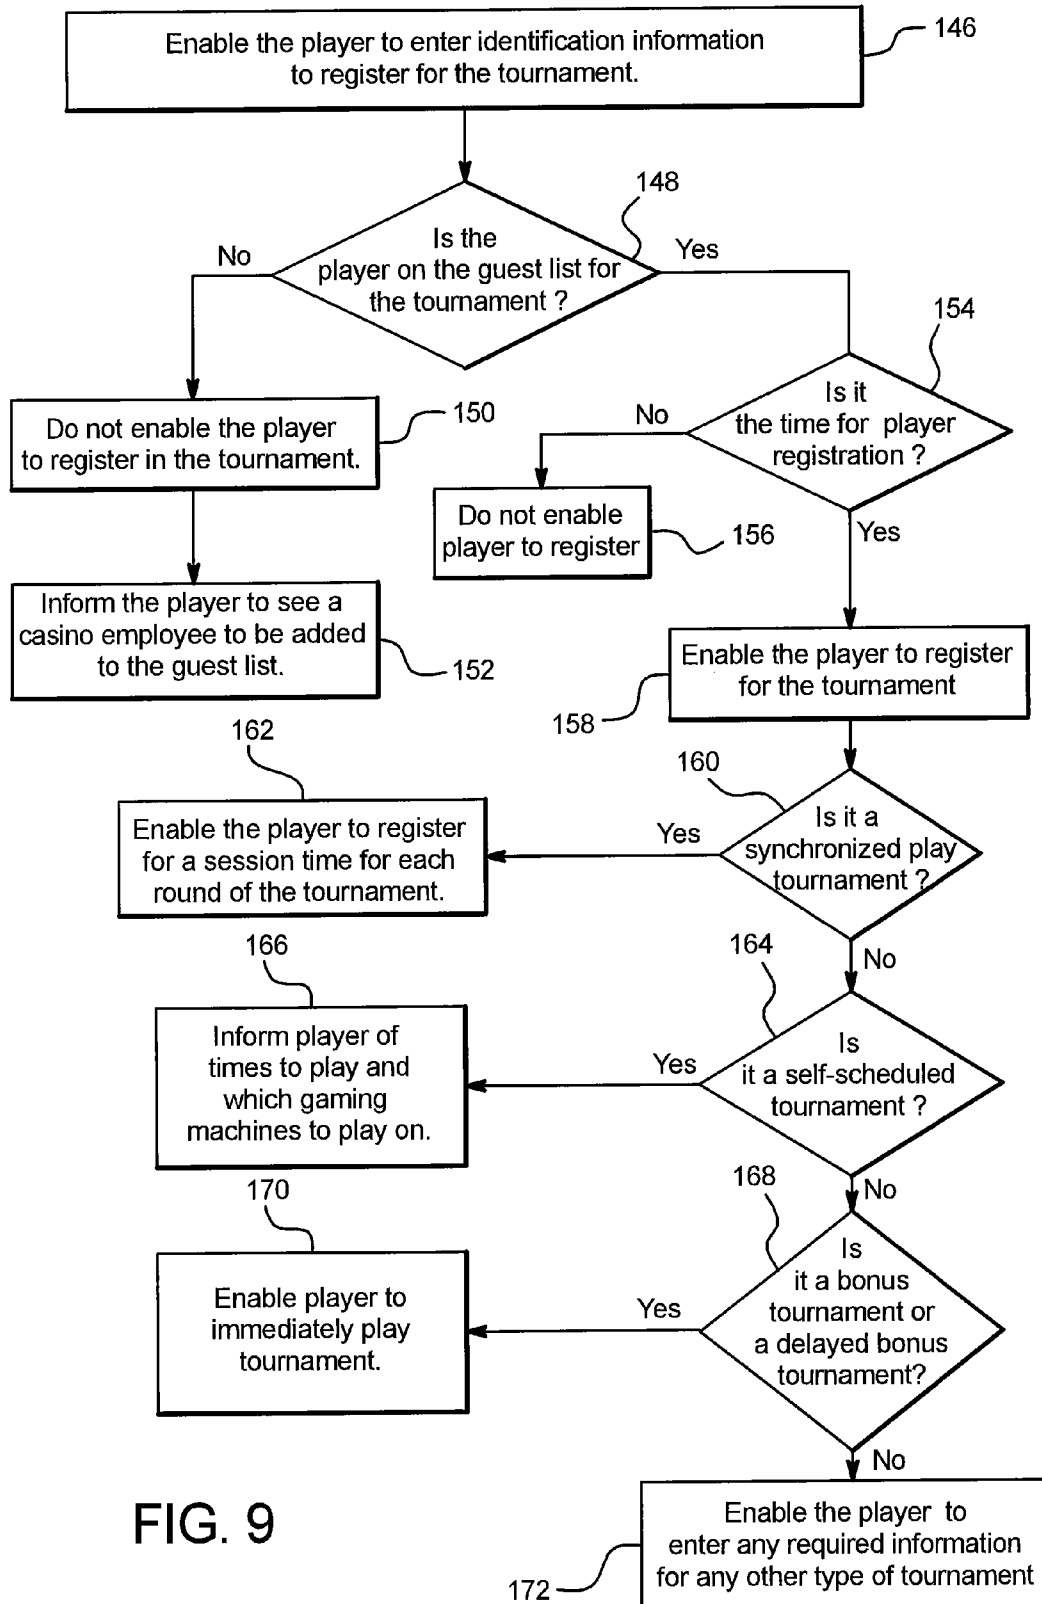 Enable the player to enter identification information
to register for the tournament.
146
148
Is the
player on the guest list for
the tournament ?
No
Yes
154
Is it
the time for player
registration ?
No
Yes
150
Do not enable the player
to register in the tournament.
Do not enable
player to register
156
Inform the player to see a
casino employee to be added
to the guest list.
152
Enable the player to register
for the tournament
158
162
160
Enable the player to register
for a session time for each
round of the tournament.
Yes
Is it a
synchronized play
tournament ?
No
166
164
Inform player of
times to play and
which gaming
machines to play on.
Yes
Is
it a self-scheduled
tournament ?
No
170
168
Enable player to
immediately play
tournament.
Yes
Is
it a bonus
tournament or
a delayed bonus
tournament?
No
FIG. 9
Enable the player to
enter any required information
for any other type of tournament
172